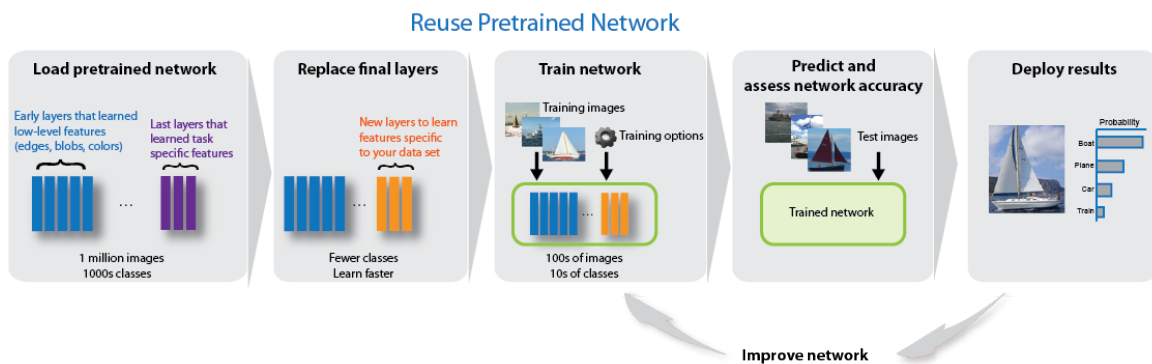 Reuse Pretrained Network
Load pretrained network
Early layers that learned
low-level features
(edges, blobs, colors)
Last layers that
learned task
specific features
...
1 million images
1000s classes
Replace final layers
New layers to learn
features specific
to your data set
...
Fewer classes
Learn faster
Train network
Training images
Training options
...
100s of images
10s of classes
Predict and
assess network accuracy
Test images
Trained network
Deploy results
Probability
Boat
Plane
Car
Train
Improve network